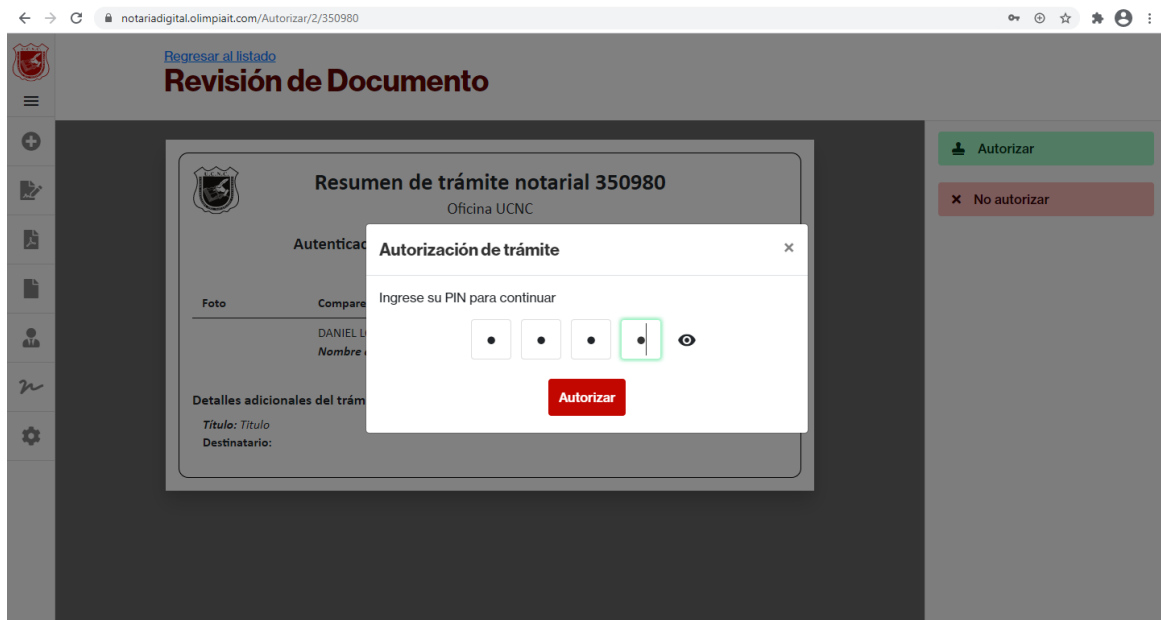 notariadigital.olimpiait.com/Autorizar/2/350980
Regresar al listado
Revisión de Documento
Autorizar
No autorizar
Resumen de trámite notarial 350980
Oficina UCNC
Autenticac
Foto Compare
DANIEL L
Nombre
Detalles adicionales del trám
Título: Titulo
Destinatario:
Autorización de trámite
Ingrese su PIN para continuar
Autorizar